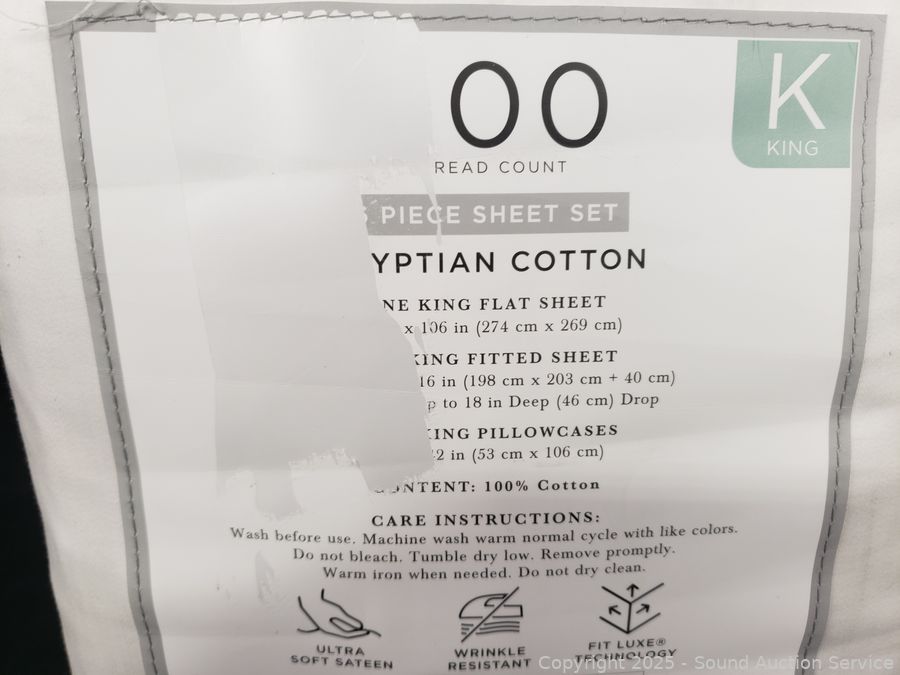 OO
READ COUNT
K
KING
PIECE SHEET SET
YPTIAN COTTON
NE KING FLAT SHEET
x 106 in (274 cm x 269 cm)
KING FITTED SHEET
16 in (198 cm x 203 cm + 40 cm)
p to 18 in Deep (46 cm) Drop
KING PILLOWCASES
2 in (53 cm x 106 cm)
ONTENT: 100% Cotton
CARE INSTRUCTIONS:
Wash before use. Machine wash warm normal cycle with like colors.
Do not bleach. Tumble dry low. Remove promptly.
Warm iron when needed. Do not dry clean.
ULTRA
SOFT SATEEN
WRINKLE
RESISTANT
FIT LUXE®
TECHNOLOGY
Copyright 2025 - Sound Auction Service